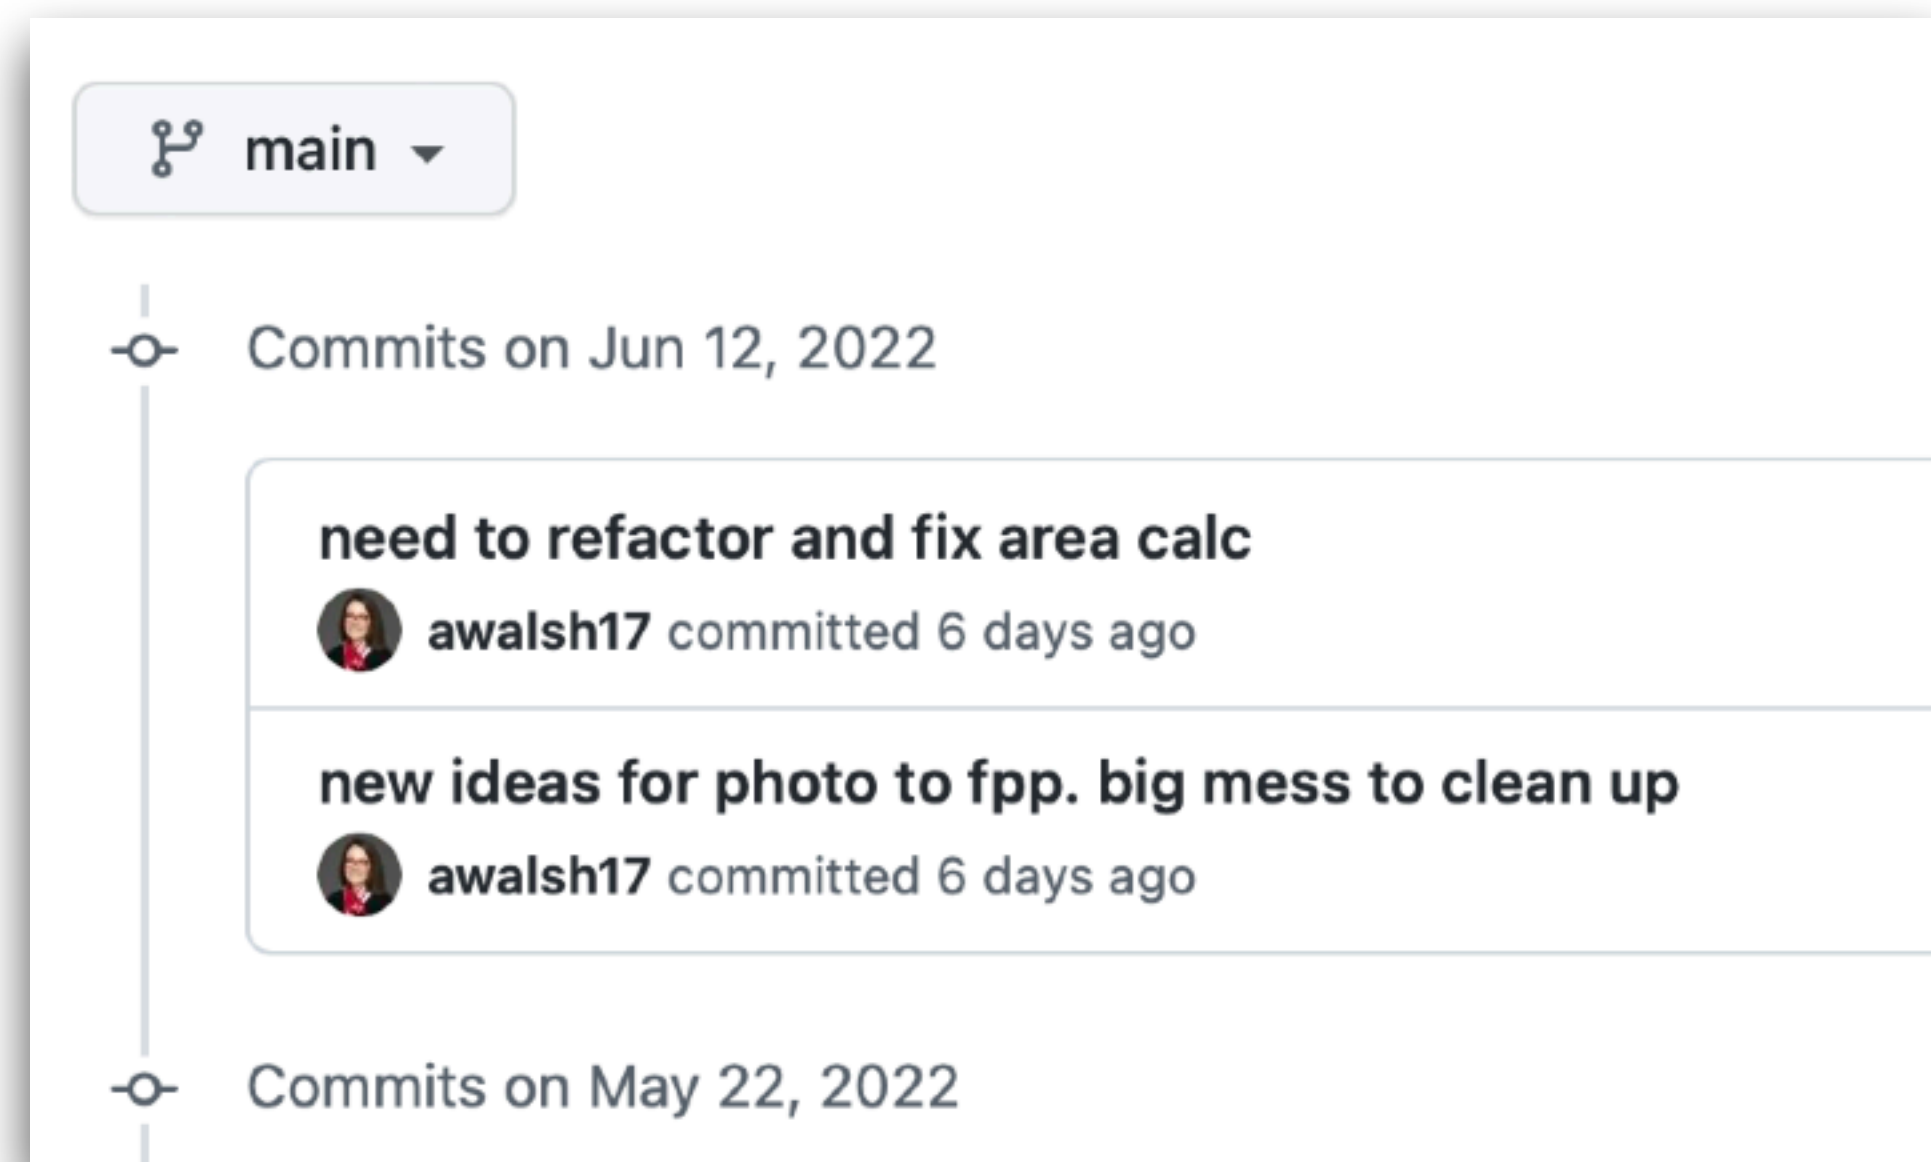 main
Commits on Jun 12, 2022
need to refactor and fix area calc
awalsh17 committed 6 days ago
new ideas for photo to fpp. big mess to clean up
awalsh17 committed 6 days ago
Commits on May 22, 2022